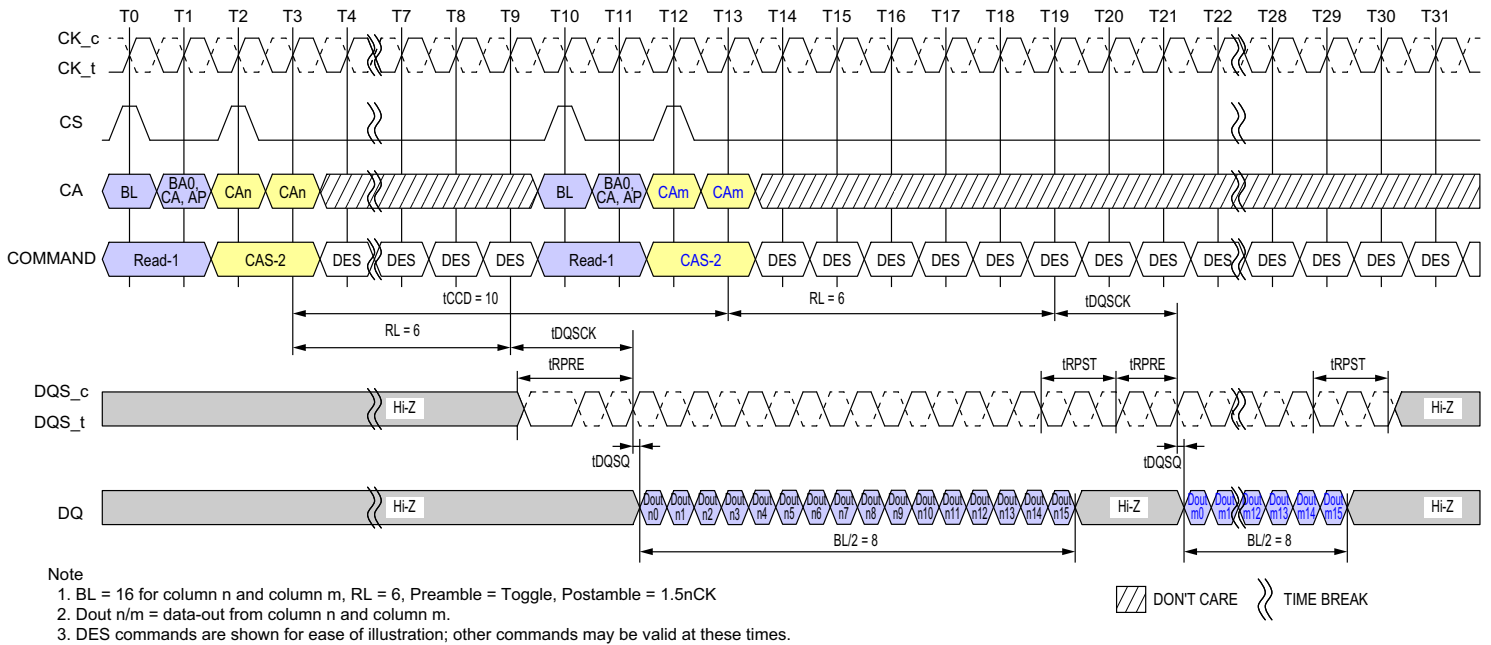 T0 T1 T2 T3 T4 T7 T8 T9 T10 T11 T12 T13 T14 T15 T16 T17 T18 T19 T20 T21 T22 T28 T29 T30 T31
CK_c
CK_t
CS
CA BL BA0, CA, AP CAn CAn BL BA0, CA, AP CAm CAm
COMMAND Read-1 CAS-2 DES DES DES DES Read-1 CAS-2 DES DES DES DES DES DES DES DES DES DES DES DES DES
tCCD = 10 RL = 6 tDQSCK
RL = 6 tDQSCK
tRPRE tRPST tRPRE tRPST
DQS_c
DQS_t
Hi-Z Hi-Z
tDQSQ tDQSQ
DQ Hi-Z Dout n0 Dout n1 Dout n2 Dout n3 Dout n4 Dout n5 Dout n6 Dout n7 Dout n8 Dout n9 Dout n10 Dout n11 Dout n12 Dout n13 Dout n14 Dout n15 Hi-Z Dout m0 Dout m1 Dout m12 Dout m13 Dout m14 Dout m15 Hi-Z
BL/2 = 8 BL/2 = 8
Note
1. BL = 16 for column n and column m, RL = 6, Preamble = Toggle, Postamble = 1.5nCK
2. Dout n/m = data-out from column n and column m.
3. DES commands are shown for ease of illustration; other commands may be valid at these times.
DON'T CARE TIME BREAK